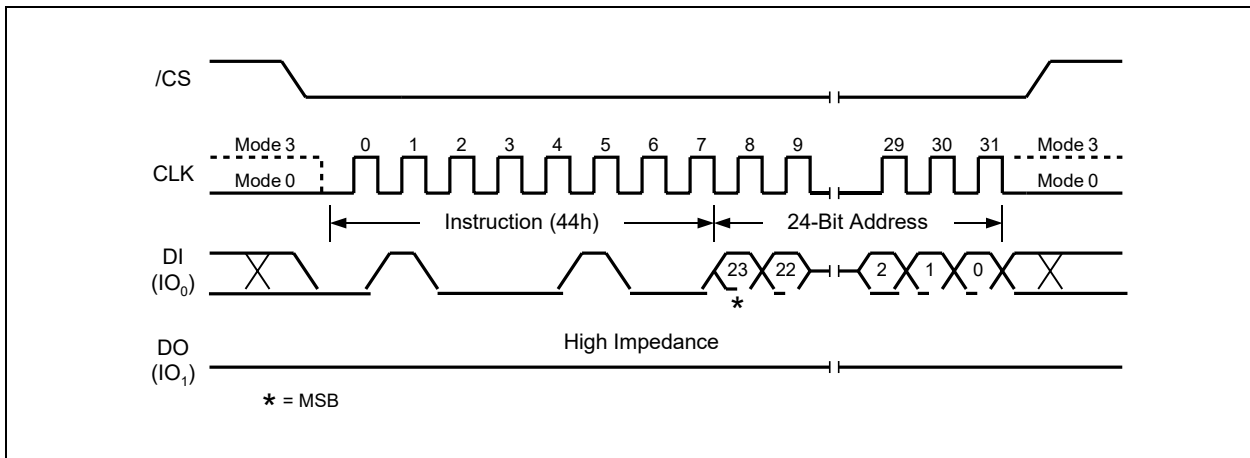 /CS
Mode 3 0 1 2 3 4 5 6 7 8 9 29 30 31 Mode 3
CLK Mode 0 Mode 0
Instruction (44h) 24-Bit Address
DI
(IO0) 23 22 2 1 0
*
High Impedance
DO
(IO1)
* = MSB